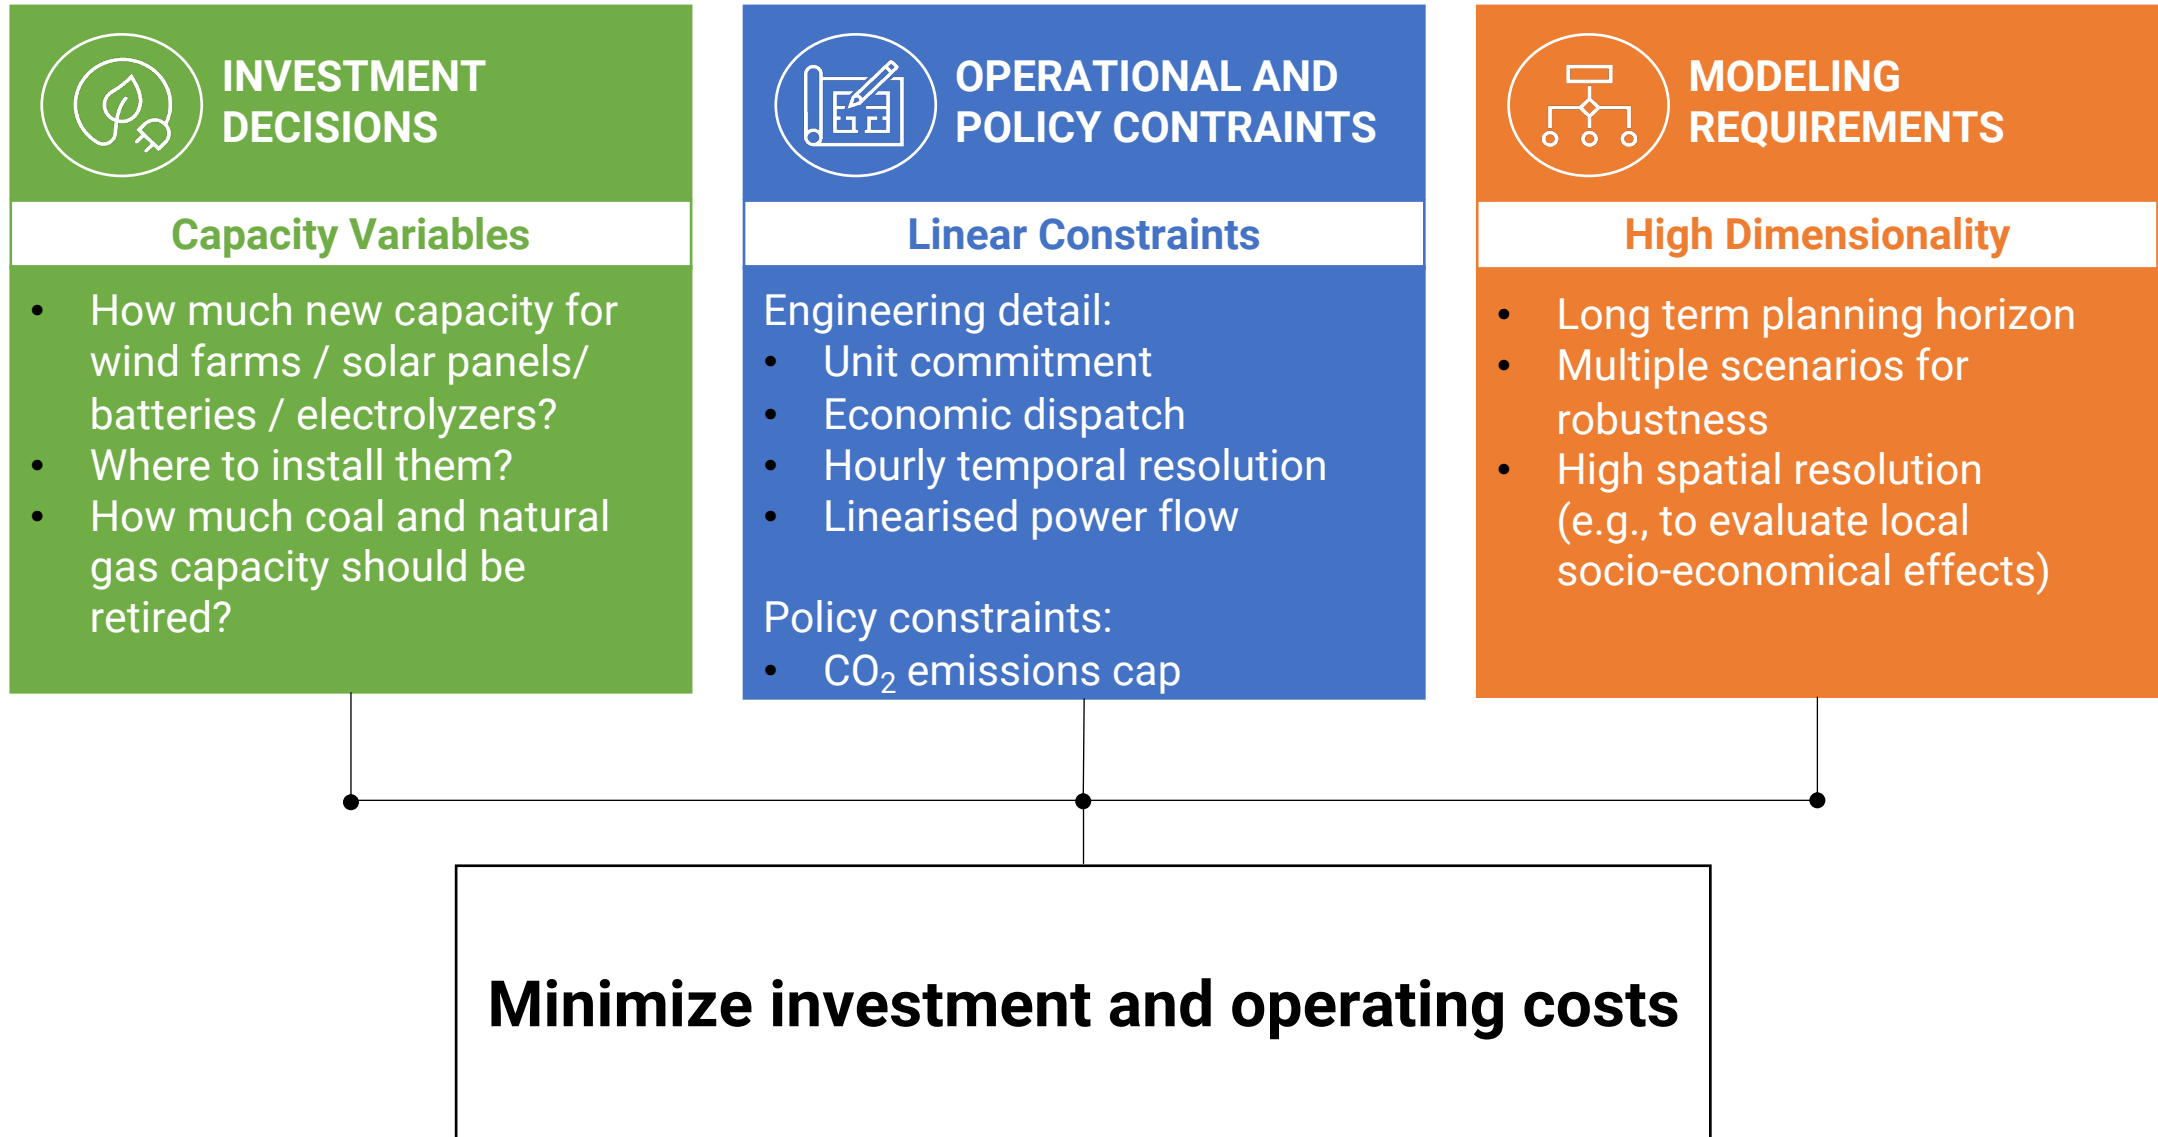 INVESTMENT
DECISIONS
Capacity Variables
• How much new capacity for
wind farms / solar panels/
batteries / electrolyzers?
• Where to install them?
• How much coal and natural
gas capacity should be
retired?
OPERATIONAL AND
POLICY CONTRAINTS
Linear Constraints
Engineering detail:
• Unit commitment
• Economic dispatch
• Hourly temporal resolution
• Linearised power flow
Policy constraints:
• CO₂ emissions cap
MODELING
REQUIREMENTS
High Dimensionality
• Long term planning horizon
• Multiple scenarios for
robustness
• High spatial resolution
(e.g., to evaluate local
socio-economical effects)
Minimize investment and operating costs